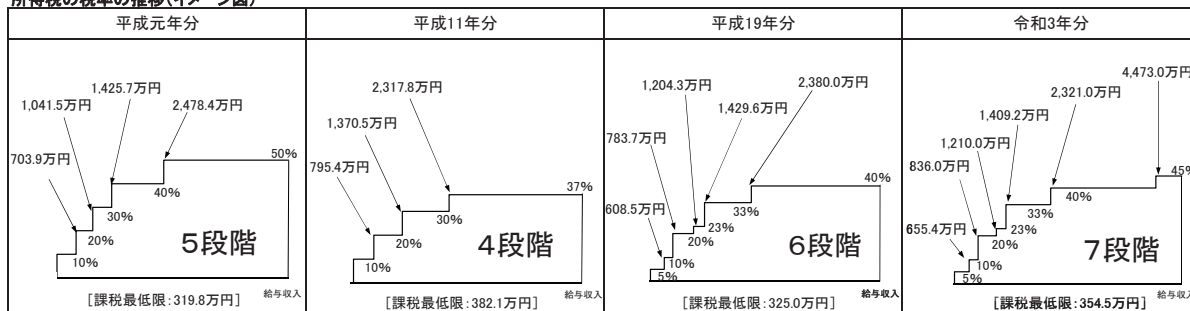 所得税の税率の推移(イメージ図)
平成元年分
1,425.7万円
1,041.5万円
2,478.4万円
703.9万円
50%
40%
30%
20%
10%
5段階
[課税最低限:319.8万円]
給与収入
平成11年分
2,317.8万円
1,370.5万円
795.4万円
37%
30%
20%
10%
4段階
[課税最低限:382.1万円]
給与収入
平成19年分
1,204.3万円
2,380.0万円
1,429.6万円
783.7万円
608.5万円
40%
33%
23%
20%
10%
5%
6段階
[課税最低限:325.0万円]
給与収入
令和3年分
4,473.0万円
2,321.0万円
1,409.2万円
1,210.0万円
836.0万円
655.4万円
45%
40%
33%
23%
20%
10%
5%
7段階
[課税最低限:354.5万円]
給与収入